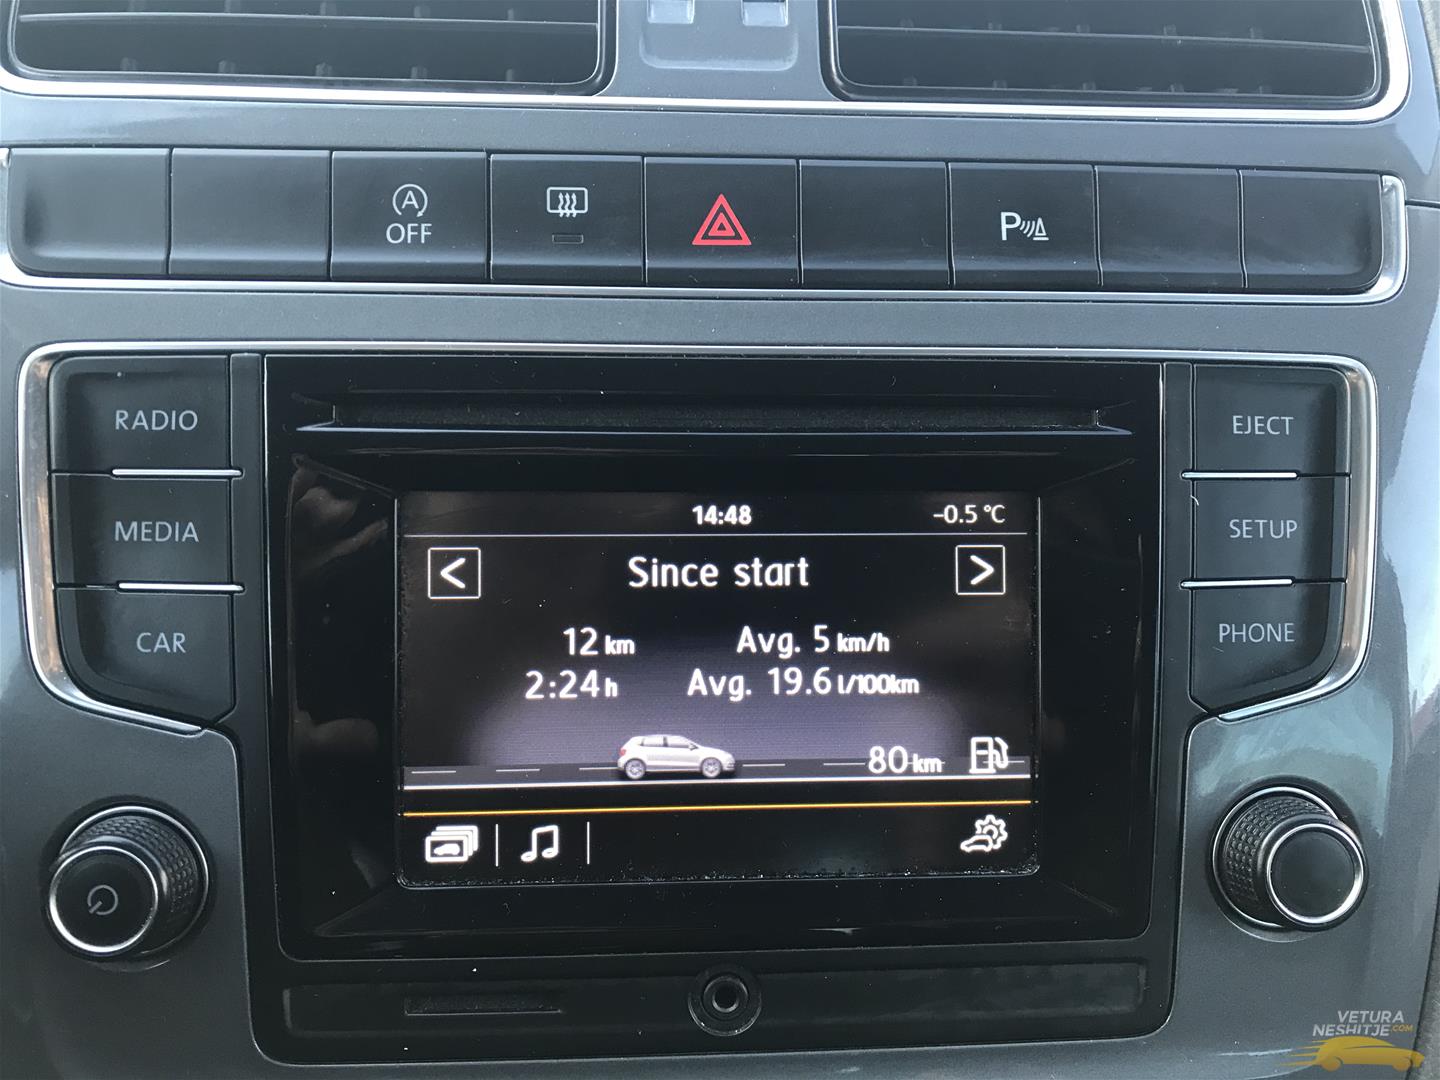 A
OFF
P
RADIO
EJECT
MEDIA
SETUP
CAR
PHONE
14:48
-0.5 °C
< Since start >
12 km Avg. 5 km/h
2:24 h Avg. 19.6 l/100km
80 km
VETURA
NESHITJE.COM